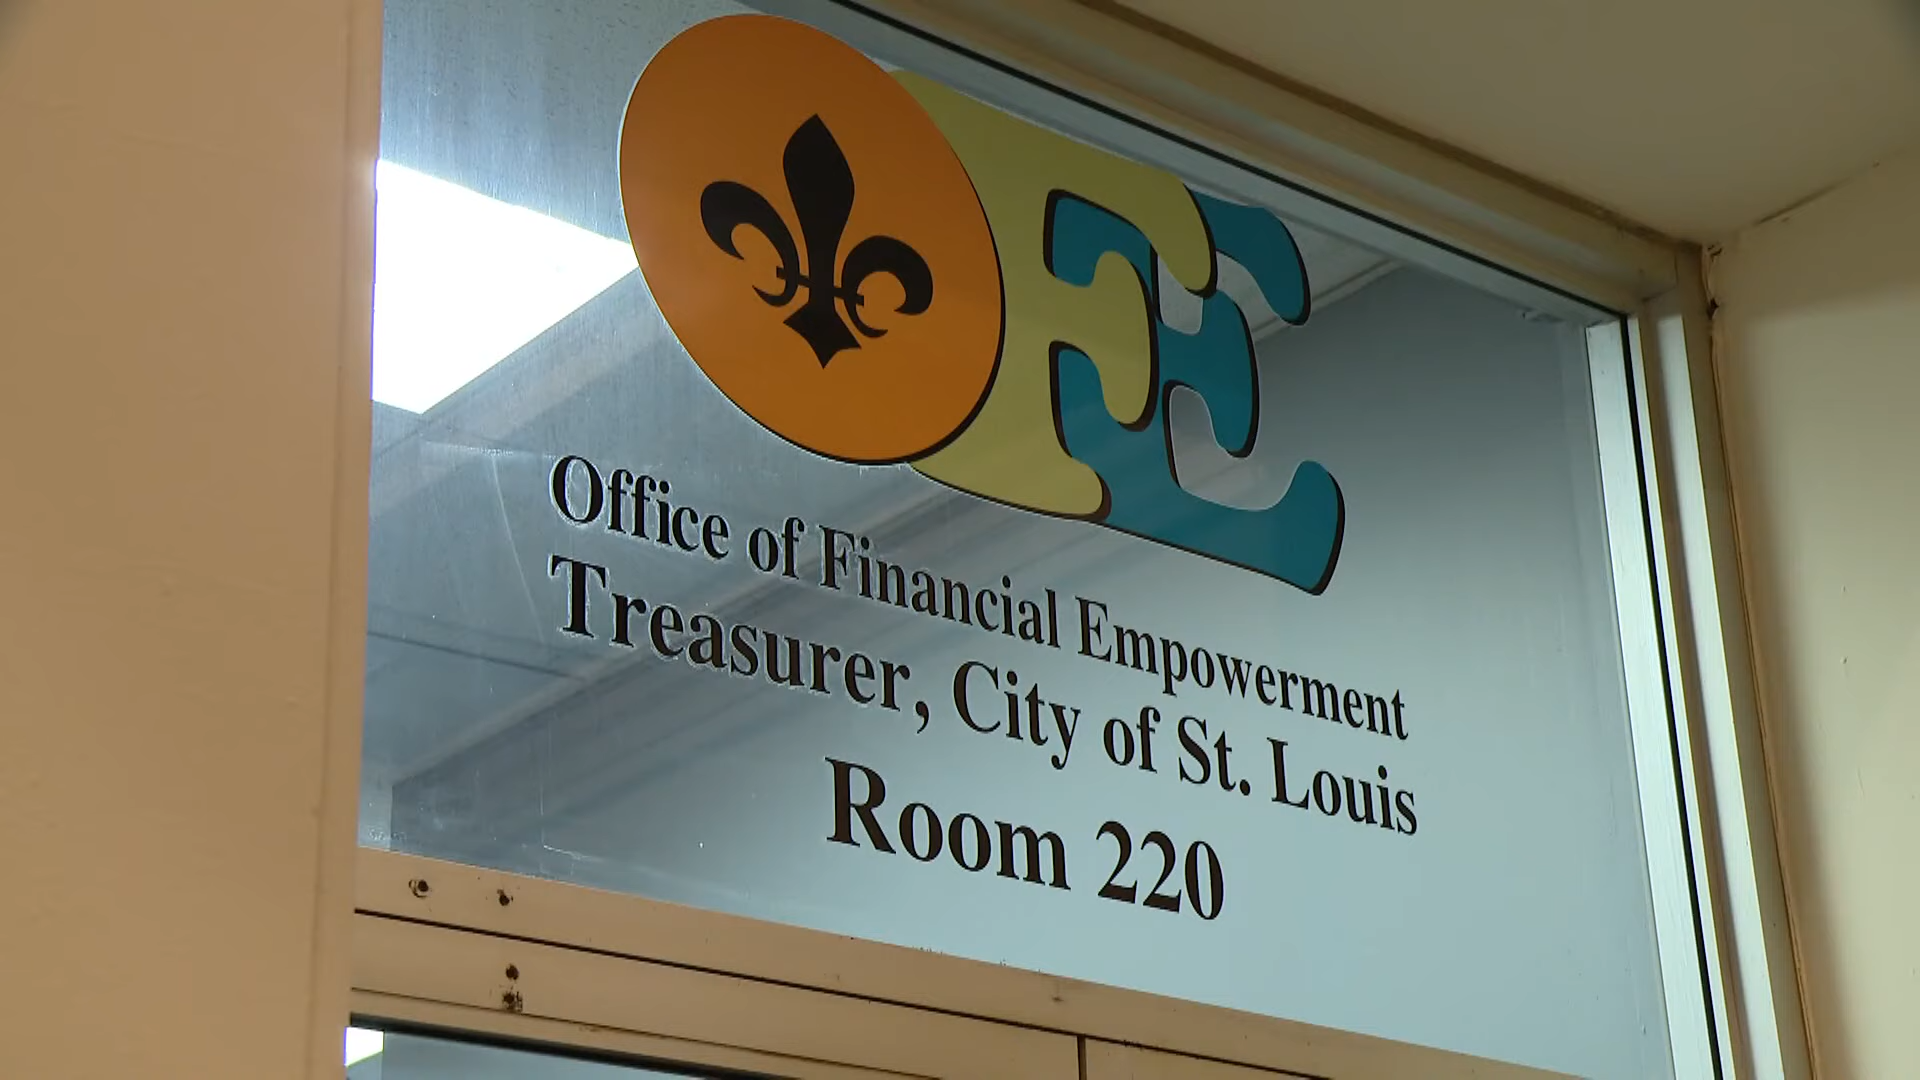 OFE
Office of Financial Empowerment
Treasurer, City of St. Louis
Room 220